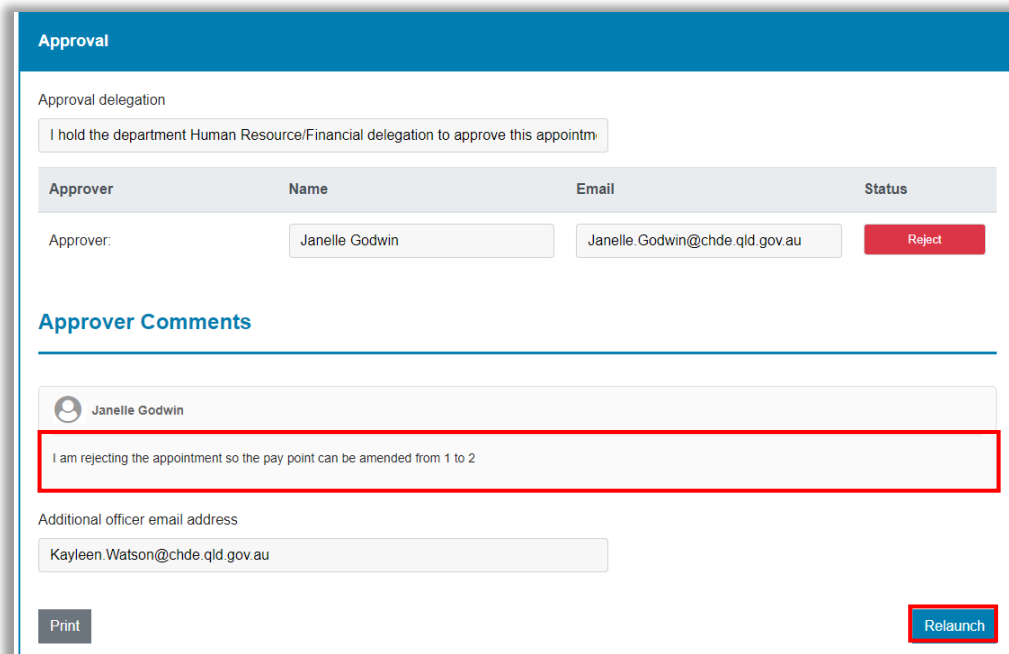 Approval
Approval delegation
I hold the department Human Resource/Financial delegation to approve this appointm
Approver Name Email Status
Approver: Janelle Godwin Janelle.Godwin@chde.qld.gov.au Reject
Approver Comments
Janelle Godwin
I am rejecting the appointment so the pay point can be amended from 1 to 2
Additional officer email address
Kayleen.Watson@chde.qld.gov.au
Print Relaunch